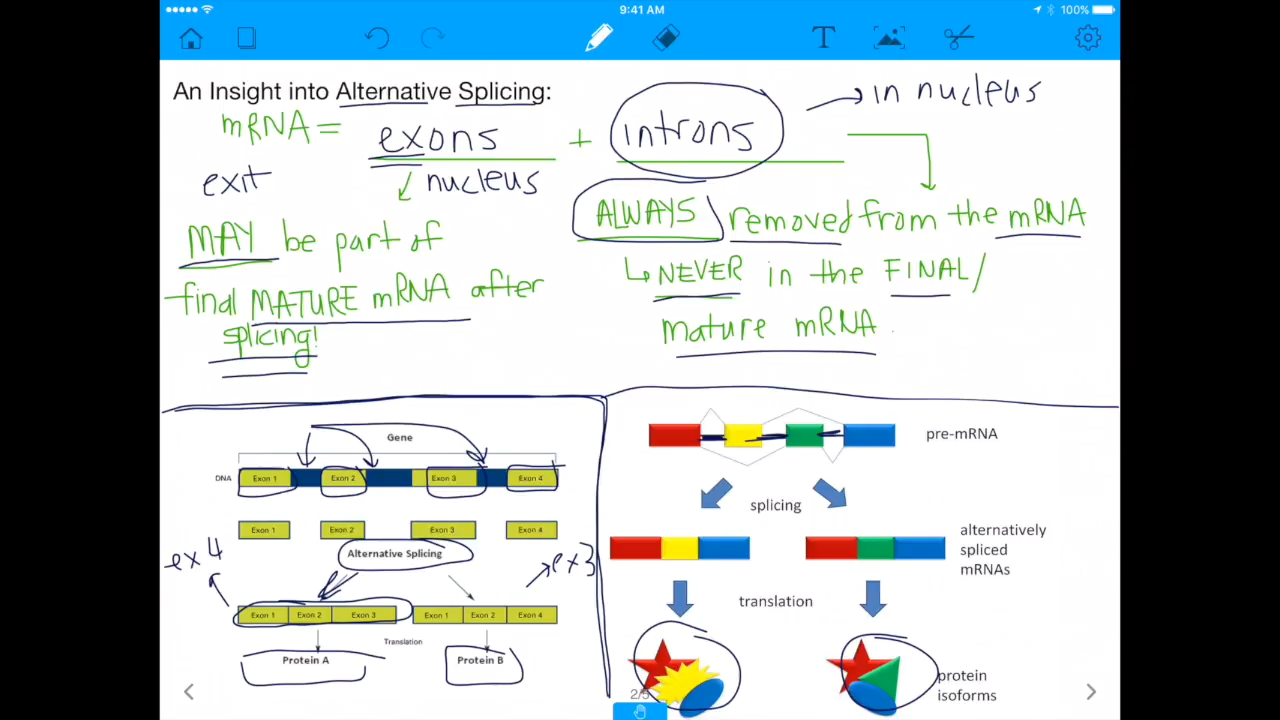 9:41 AM
100%
T
An Insight into Alternative Splicing:
mRNA = exons + introns → in nucleus
exit nucleus
ALWAYS removed from the mRNA
MAY be part of
↳ NEVER in the FINAL/
final MATURE mRNA after
mature mRNA.
splicing!
Gene
DNA Exon 1 Exon 2 Exon 3 Exon 4
Exon 1 Exon 2 Exon 3 Exon 4
Alternative Splicing
ex 4
ex 3
Exon 1 Exon 2 Exon 3 Exon 1 Exon 2 Exon 4
Translation
Protein A Protein B
pre-mRNA
splicing
alternatively
spliced
mRNAs
translation
protein
isoforms
2/5